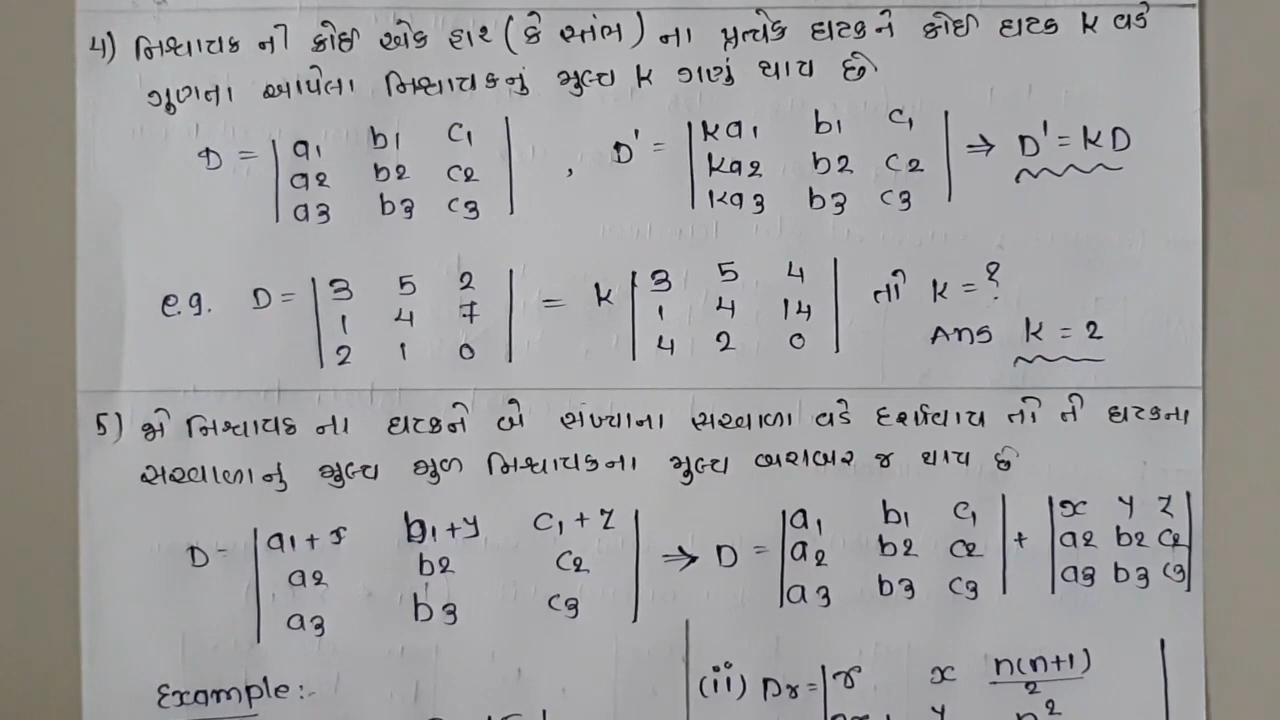 4) નિશ્ચાયક ની કોઈ એક હાર (કે સ્તંભ) ના પ્રત્યેક ઘટકને કોઈ ઘટક K વડે
ગુણતા આપેલા નિશ્ચાયકનું મુલ્ય K ગણું થાય છે
D = | a1 b1 c1 | , D' = | ka1 b1 c1 | ⇒ D' = KD
| a2 b2 c2 | | ka2 b2 c2 |
| a3 b3 c3 | | ka3 b3 c3 |
e.g. D = | 3 5 2 | = K | 3 5 4 | તો K = ?
| 1 4 7 | | 1 4 14 |
| 2 1 0 | | 4 2 0 | Ans K = 2
5) જો નિશ્ચાયક ના ઘટકને બે સંખ્યાના સરવાળા વડે દર્શાવાય તો તે ઘટકના
સરવાળાનું મુલ્ય મુળ નિશ્ચાયકના મુલ્ય બરાબર જ થાય છે
D = | a1+x b1+y c1+z | ⇒ D = | a1 b1 c1 | + | x y z |
| a2 b2 c2 | | a2 b2 c2 | | a2 b2 c2 |
| a3 b3 c3 | | a3 b3 c3 | | a3 b3 c3 |
Example:-
(ii) Dr = | r x n(n+1)/2 |
y n²